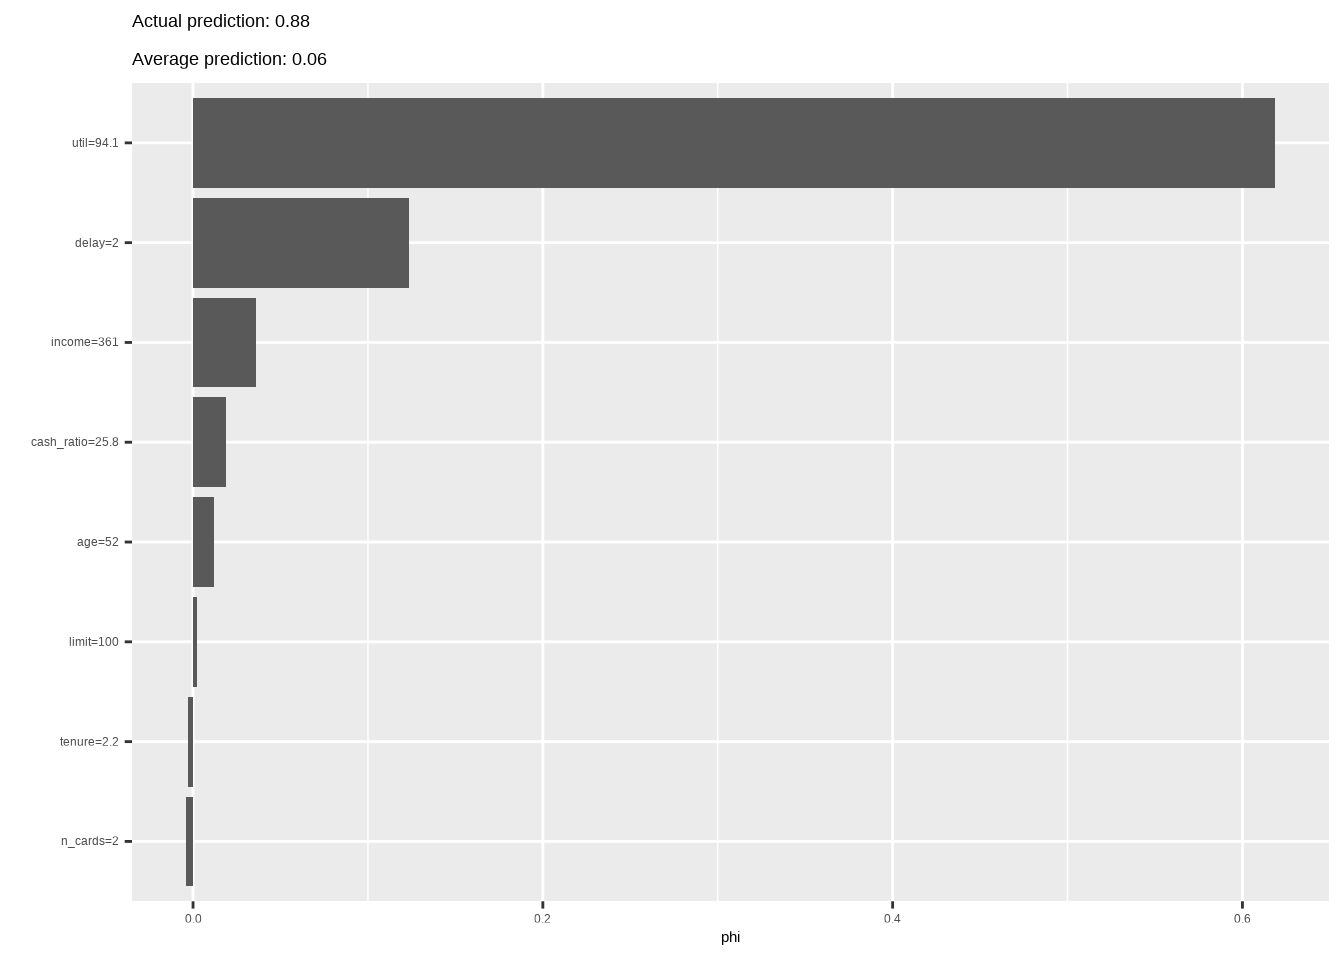 Actual prediction: 0.88
Average prediction: 0.06
util=94.1
delay=2
income=361
cash_ratio=25.8
age=52
limit=100
tenure=2.2
n_cards=2
0.0 0.2 0.4 0.6
phi